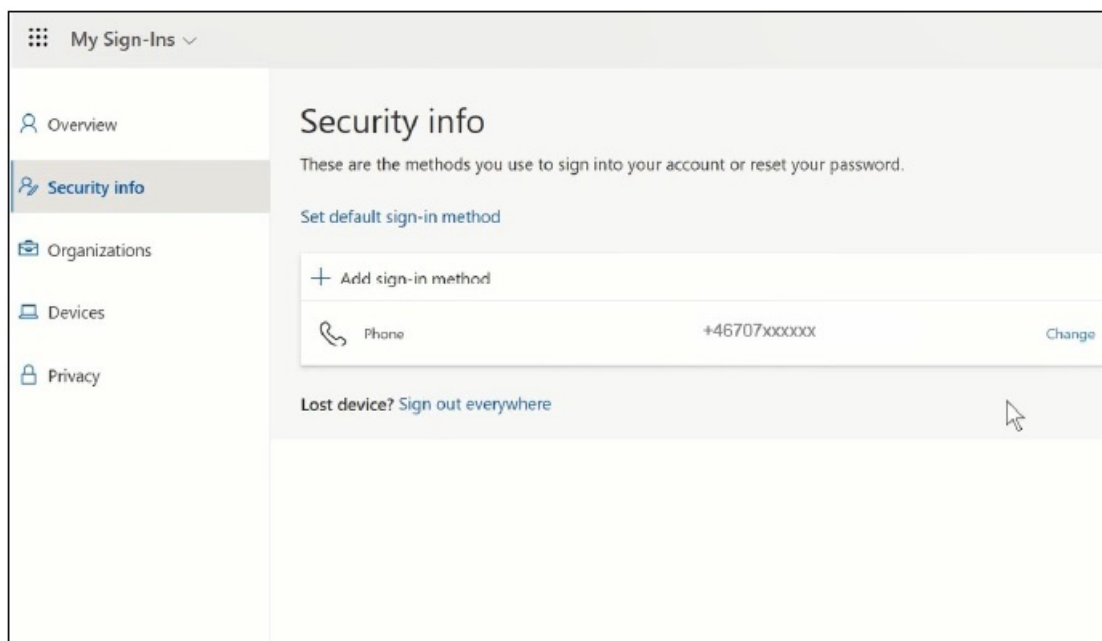 My Sign-Ins
Overview
Security info
Organizations
Devices
Privacy
Security info
These are the methods you use to sign into your account or reset your password.
Set default sign-in method
Add sign-in method
Phone +46707xxxxxx Change
Lost device? Sign out everywhere